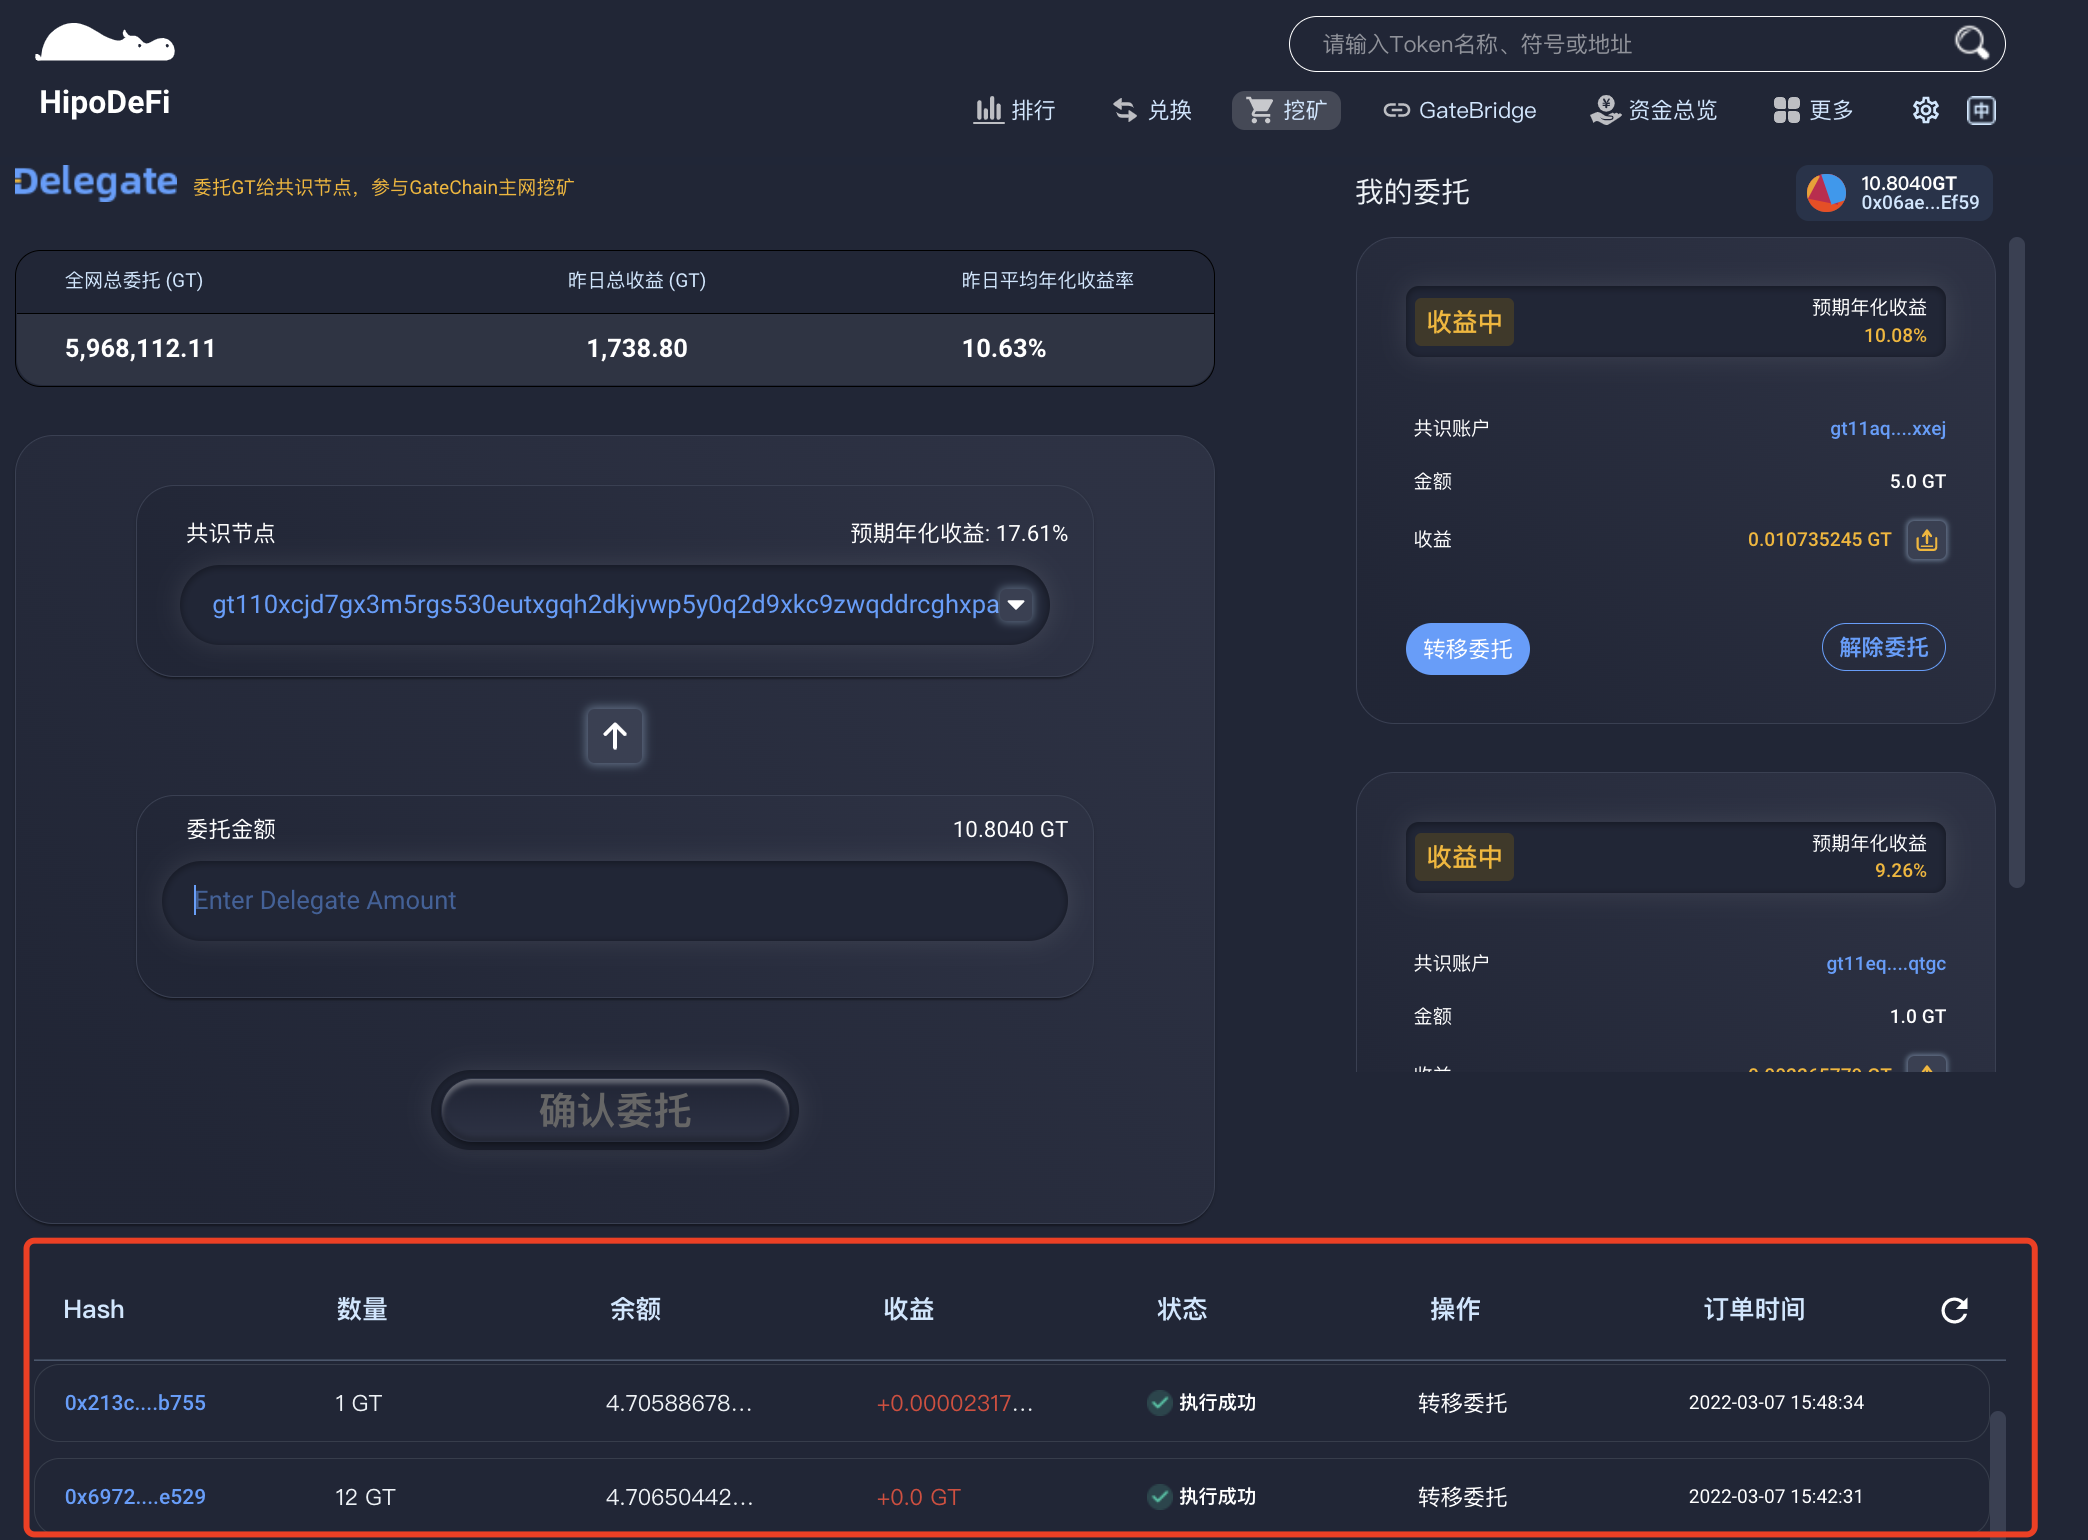 HipoDeFi
请输入Token名称、符号或地址
排行
兑换
挖矿
GateBridge
资金总览
更多
中
Delegate
委托GT给共识节点，参与GateChain主网挖矿
全网总委托 (GT)
昨日总收益 (GT)
昨日平均年化收益率
5,968,112.11
1,738.80
10.63%
共识节点
预期年化收益: 17.61%
gt110xcjd7gx3m5rgs530eutxgqh2dkjvwp5y0q2d9xkc9zwqddrcghxpa
委托金额
10.8040 GT
Enter Delegate Amount
确认委托
我的委托
10.8040GT
0x06ae...Ef59
收益中
预期年化收益
10.08%
共识账户
gt11aq....xxej
金额
5.0 GT
收益
0.010735245 GT
转移委托
解除委托
收益中
预期年化收益
9.26%
共识账户
gt11eq....qtgc
金额
1.0 GT
Hash
数量
余额
收益
状态
操作
订单时间
0x213c....b755
1 GT
4.70588678...
+0.00002317...
执行成功
转移委托
2022-03-07 15:48:34
0x6972....e529
12 GT
4.70650442...
+0.0 GT
执行成功
转移委托
2022-03-07 15:42:31